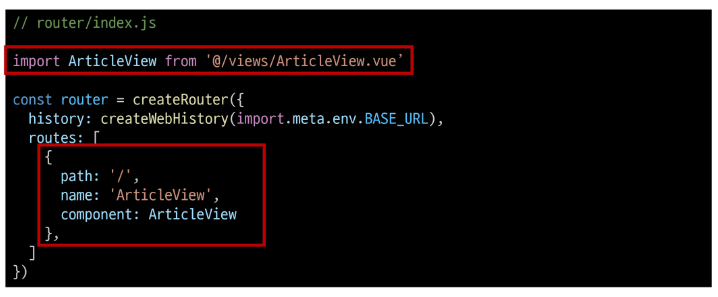 // router/index.js
import ArticleView from '@/views/ArticleView.vue’
const router = createRouter({
history: createWebHistory(import.meta.env.BASE_URL),
routes: [
{
path: '/',
name: 'ArticleView',
component: ArticleView
},
]
})